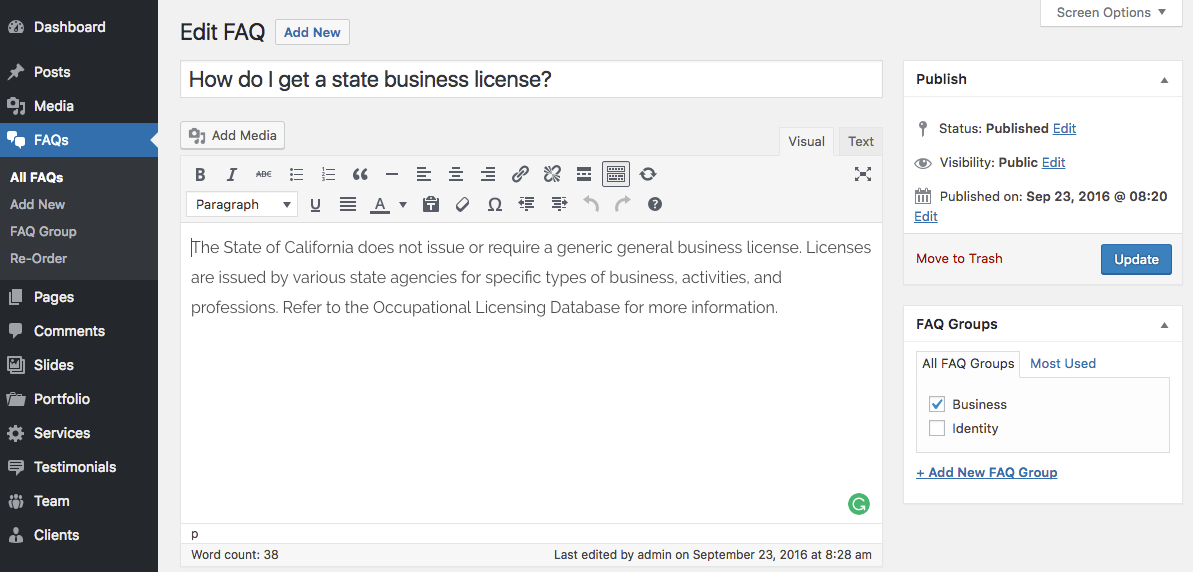 Dashboard
Posts
Media
FAQs
All FAQs
Add New
FAQ Group
Re-Order
Pages
Comments
Slides
Portfolio
Services
Testimonials
Team
Clients
Screen Options
Edit FAQ Add New
How do I get a state business license?
Add Media
Visual Text
B I ABC
Paragraph U A
The State of California does not issue or require a generic general business license. Licenses
are issued by various state agencies for specific types of business, activities, and
professions. Refer to the Occupational Licensing Database for more information.
p
Word count: 38 Last edited by admin on September 23, 2016 at 8:28 am
Publish
Status: Published Edit
Visibility: Public Edit
Published on: Sep 23, 2016 @ 08:20
Edit
Move to Trash Update
FAQ Groups
All FAQ Groups Most Used
Business
Identity
+ Add New FAQ Group